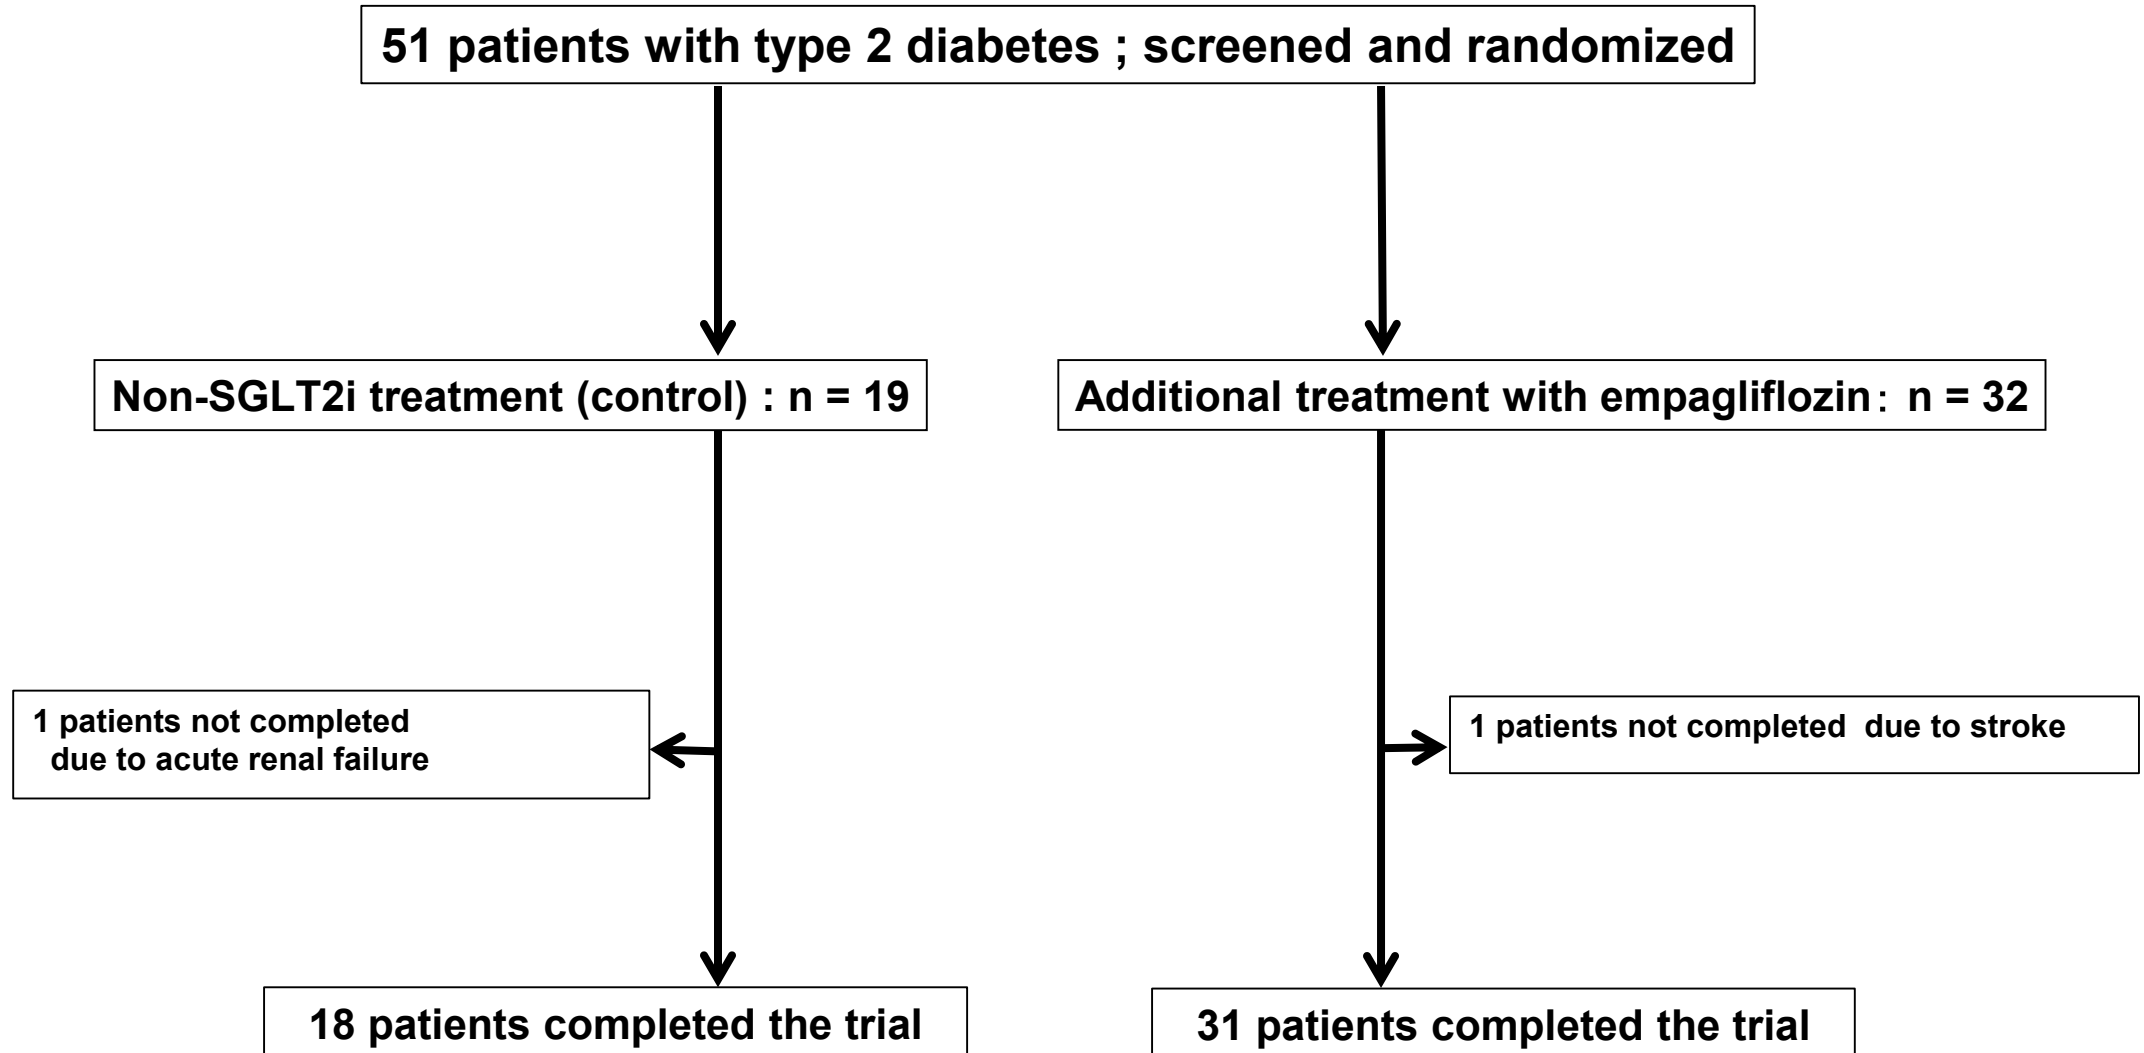 51 patients with type 2 diabetes ; screened and randomized
Non-SGLT2i treatment (control) : n = 19
Additional treatment with empagliflozin： n = 32
1 patients not completed
due to acute renal failure
1 patients not completed  due to stroke
18 patients completed the trial
31 patients completed the trial